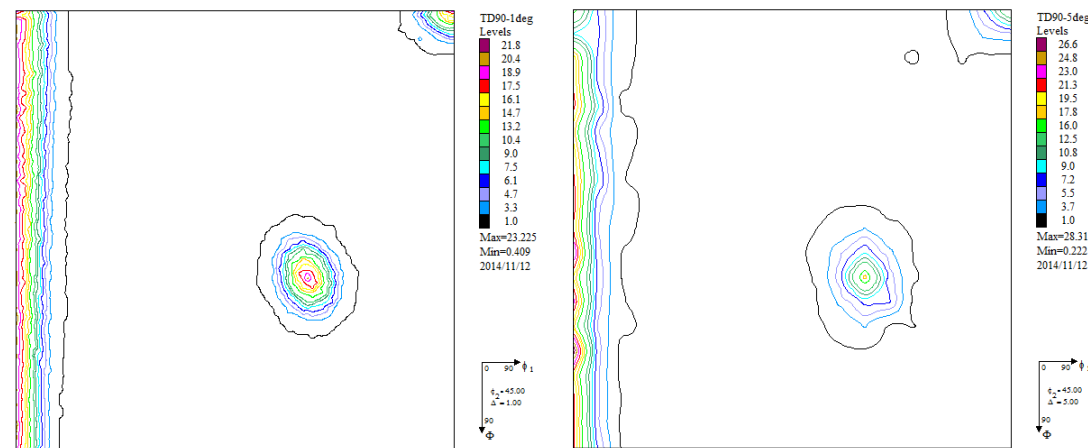 TD90-1deg
Levels
21.8
20.4
18.9
17.5
16.1
14.7
13.2
10.4
9.0
7.5
6.1
4.7
3.3
1.0
Max=23.225
Min=0.409
2014/11/12
0 90 ϕ1
ϕ2=45.00
Δ=1.00
90
Φ
TD90-5deg
Levels
26.6
24.8
23.0
21.3
19.5
17.8
16.0
12.5
10.8
9.0
7.2
5.5
3.7
1.0
Max=28.31
Min=0.222
2014/11/12
0 90 ϕ
ϕ2=45.00
Δ=5.00
90
Φ